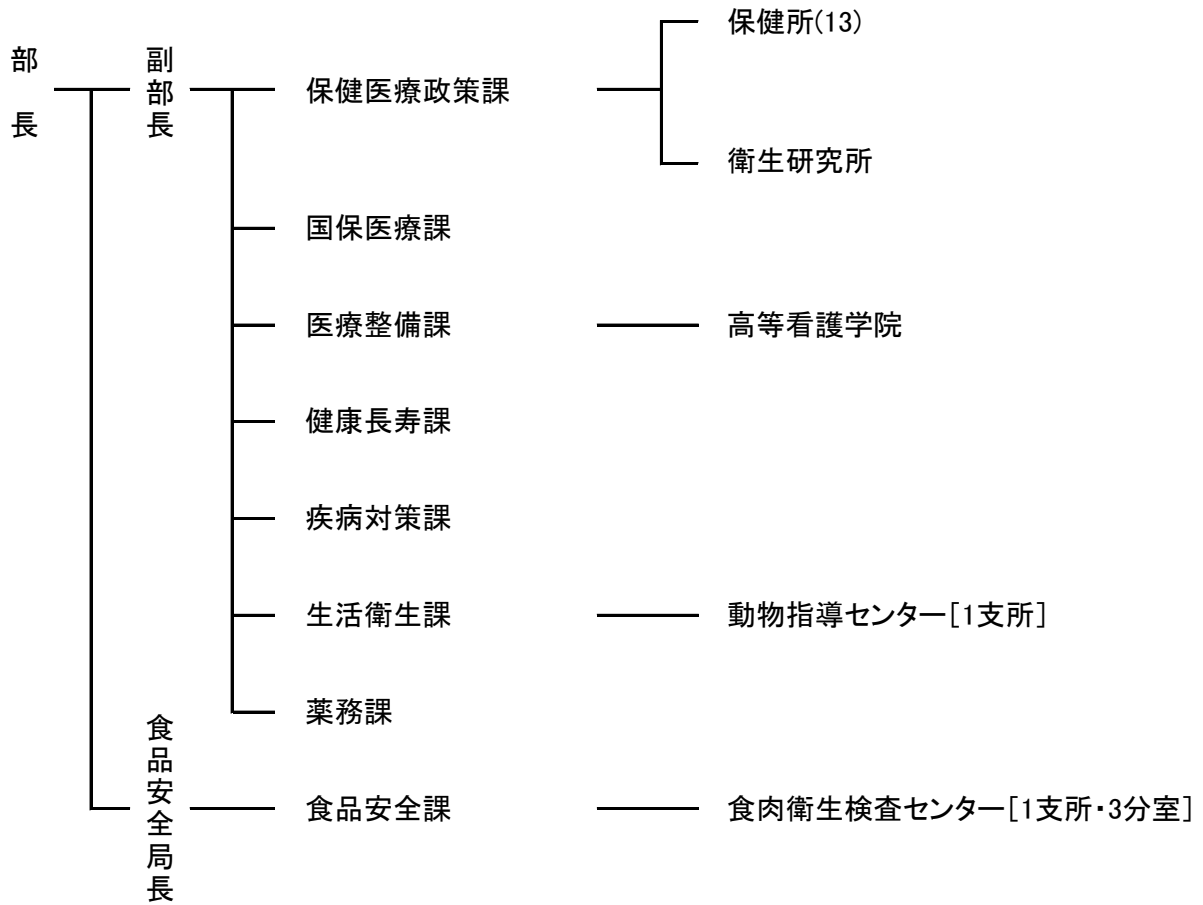 部長
副部長
保健医療政策課
保健所(13)
衛生研究所
国保医療課
医療整備課
高等看護学院
健康長寿課
疾病対策課
生活衛生課
動物指導センター[1支所]
薬務課
食品安全局長
食品安全課
食肉衛生検査センター[1支所・3分室]